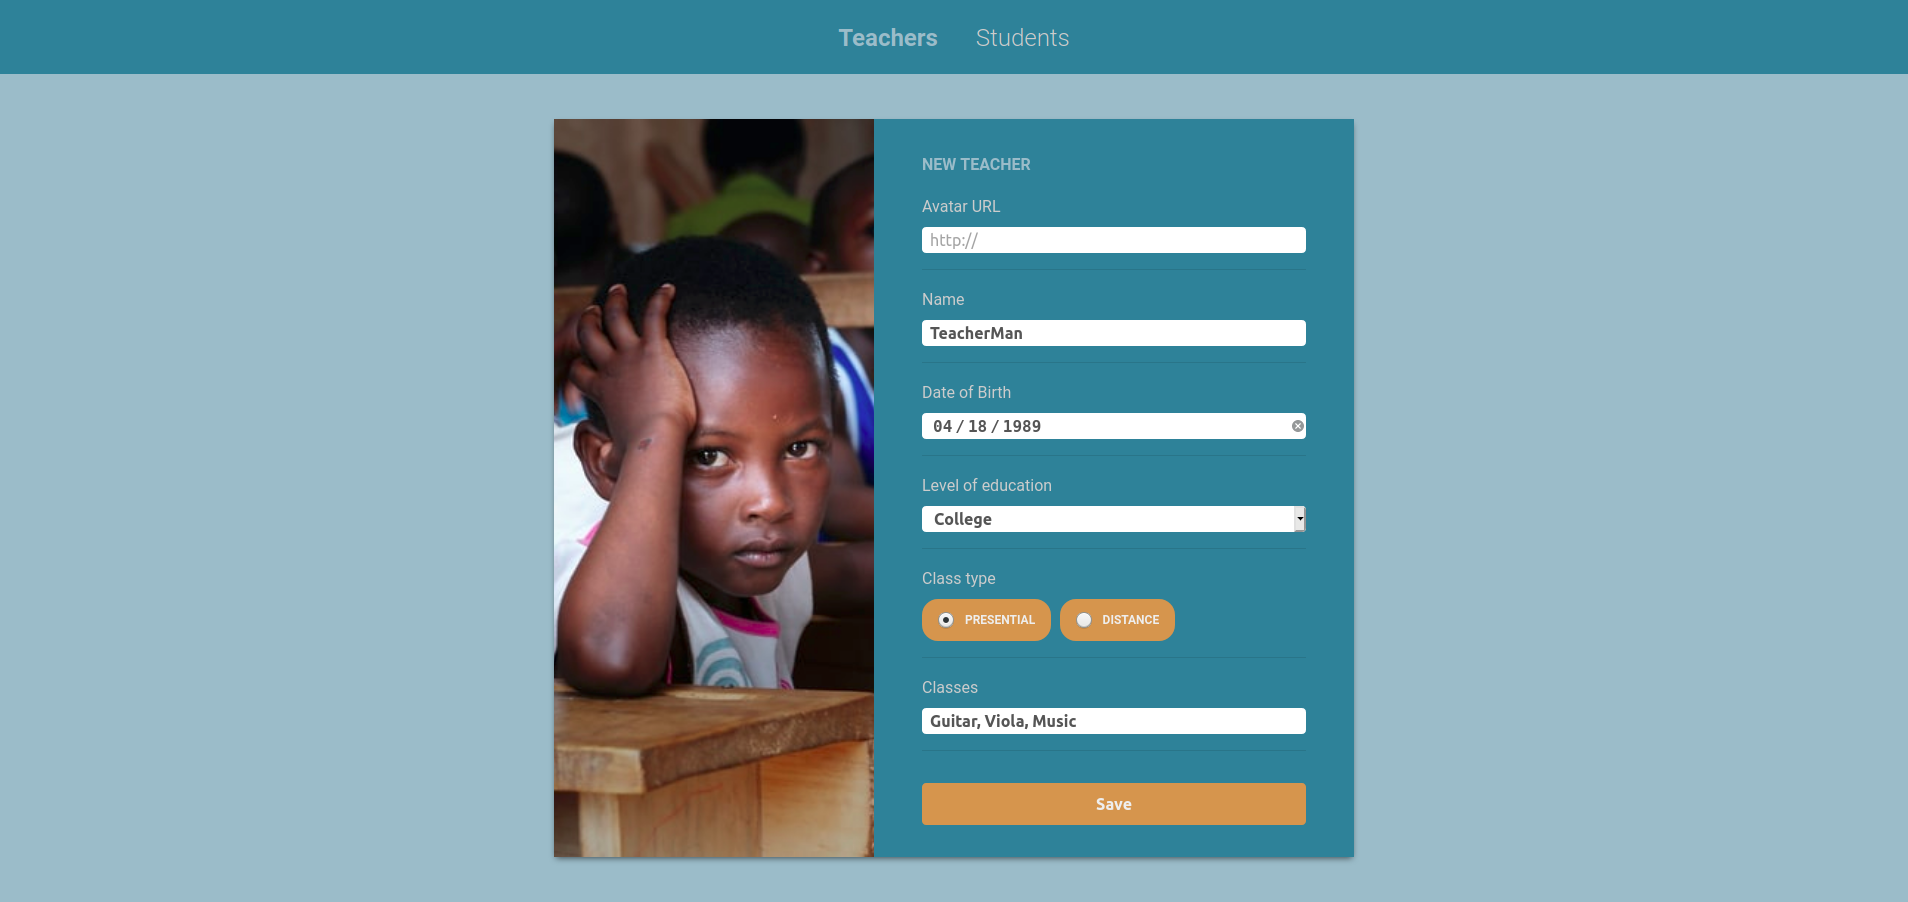 Teachers Students
NEW TEACHER
Avatar URL
http://
Name
TeacherMan
Date of Birth
04 / 18 / 1989
Level of education
College
Class type
PRESENTIAL DISTANCE
Classes
Guitar, Viola, Music
Save